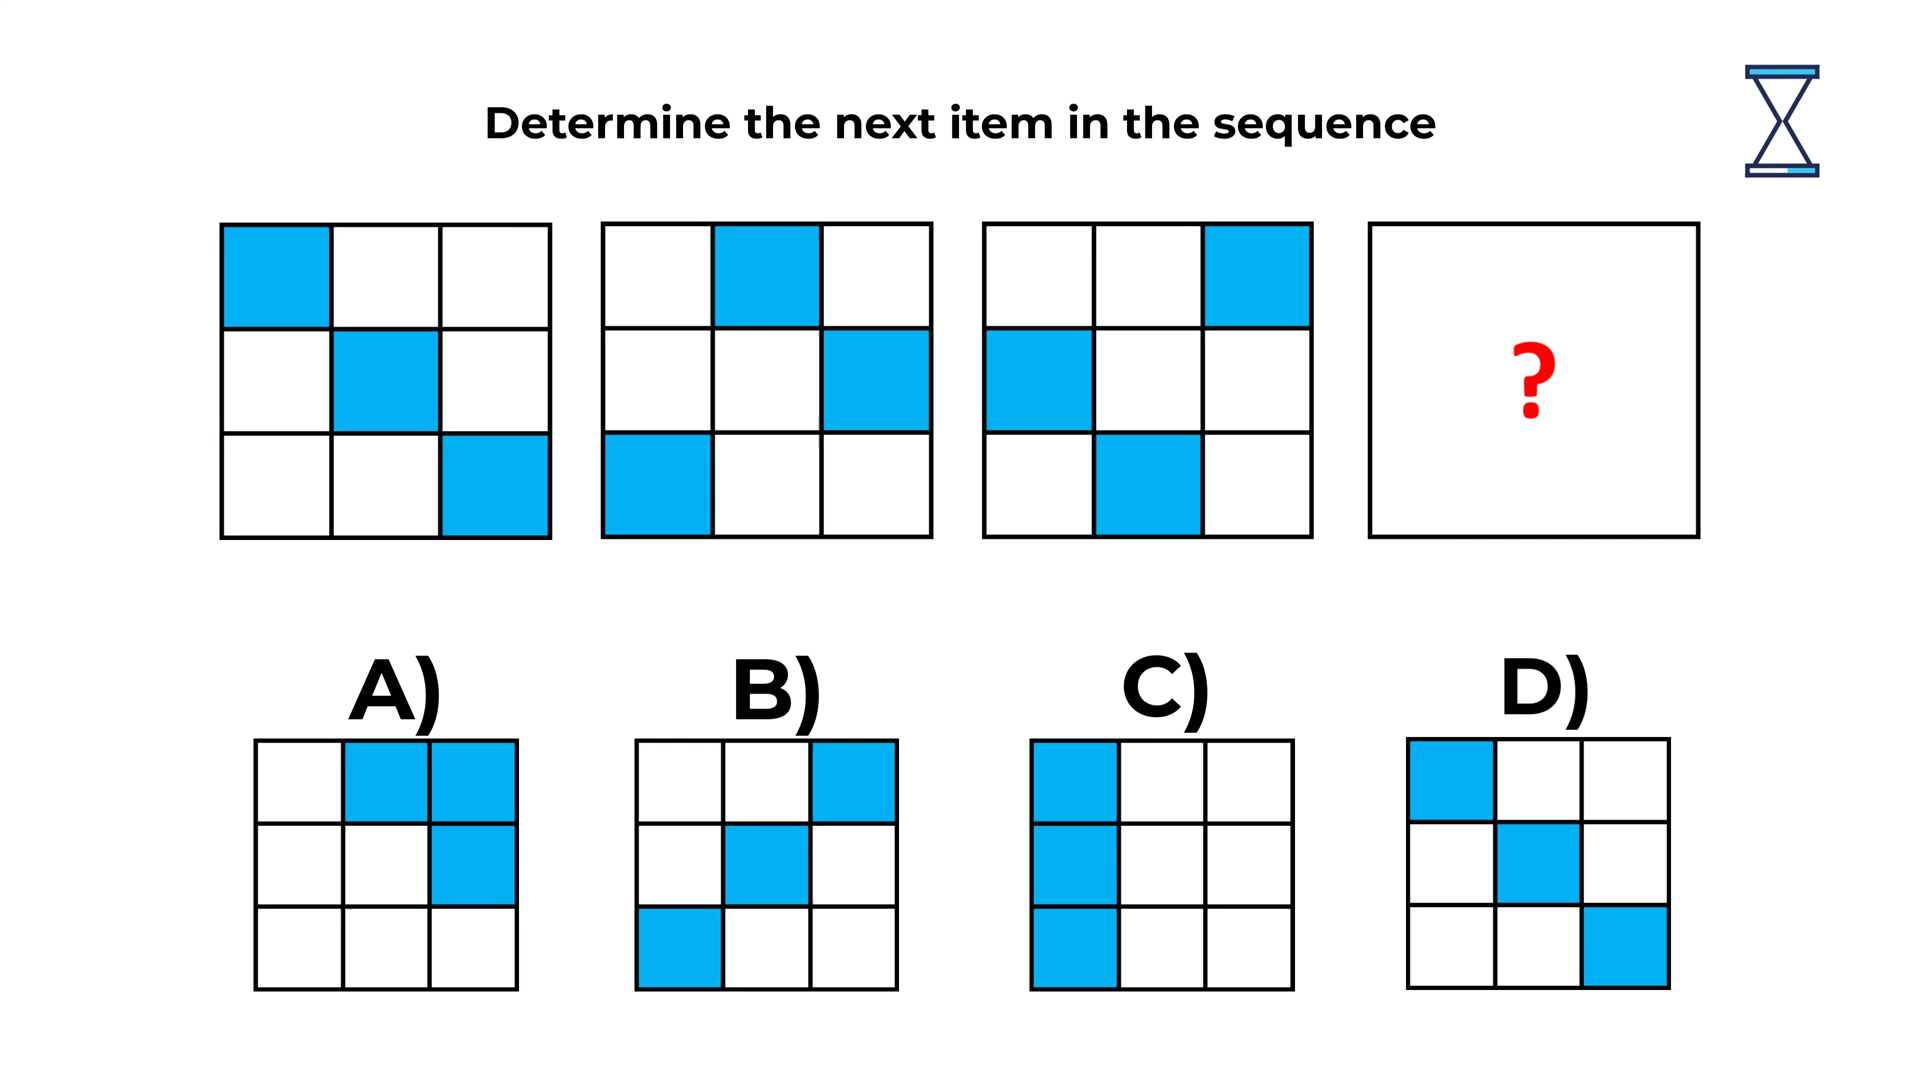 Determine the next item in the sequence
?
A) B) C) D)